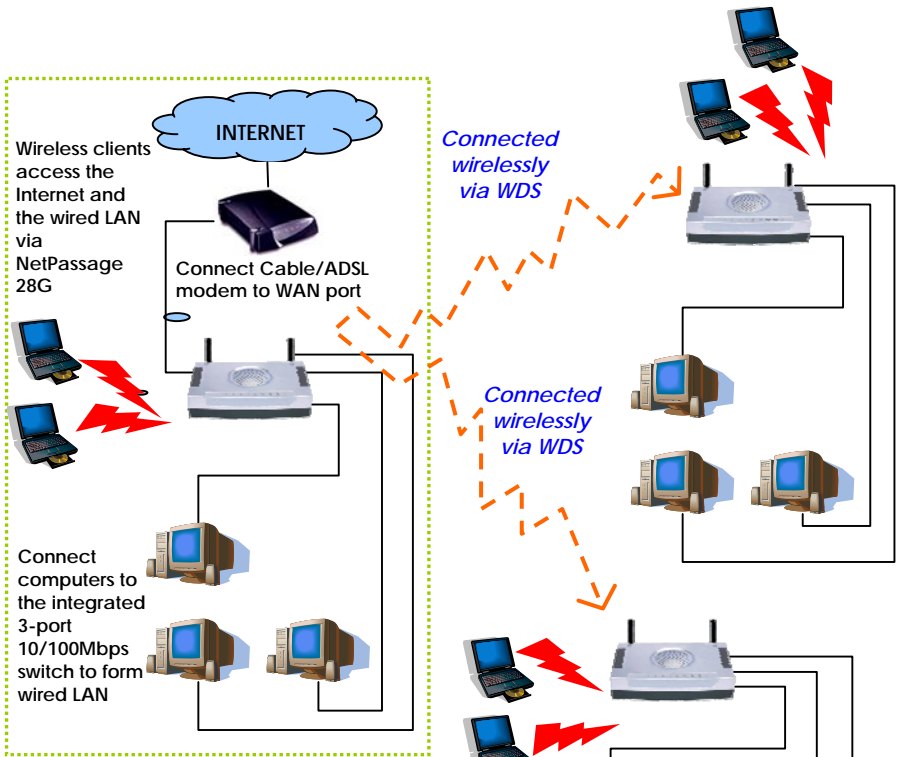 INTERNET
Wireless clients
access the
Internet and
the wired LAN
via
NetPassage
28G
Connect Cable/ADSL
modem to WAN port
Connected
wirelessly
via WDS
Connected
wirelessly
via WDS
Connect
computers to
the integrated
3-port
10/100Mbps
switch to form
wired LAN